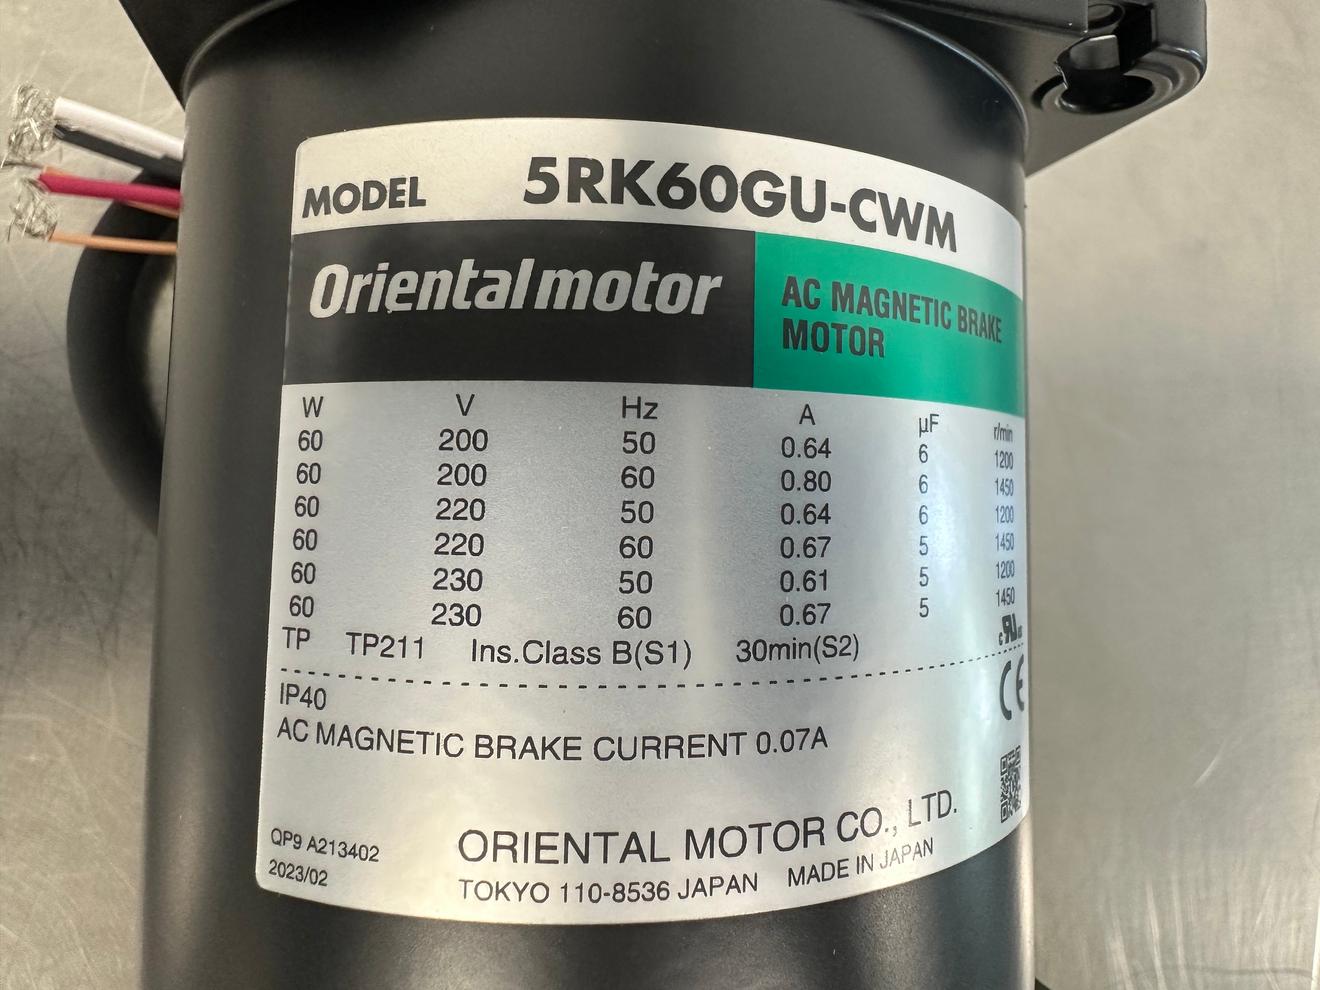 MODEL 5RK60GU-CWM
Orientalmotor
AC MAGNETIC BRAKE
MOTOR
W V Hz A µF r/min
60 200 50 0.64 6 1200
60 200 60 0.80 6 1450
60 220 50 0.64 6 1200
60 220 60 0.67 5 1450
60 230 50 0.61 5 1200
60 230 60 0.67 5 1450
TP TP211 Ins.Class B(S1) 30min(S2)
IP40
AC MAGNETIC BRAKE CURRENT 0.07A
c RU us
CE
QP9 A213402
2023/02
ORIENTAL MOTOR CO., LTD.
TOKYO 110-8536 JAPAN MADE IN JAPAN